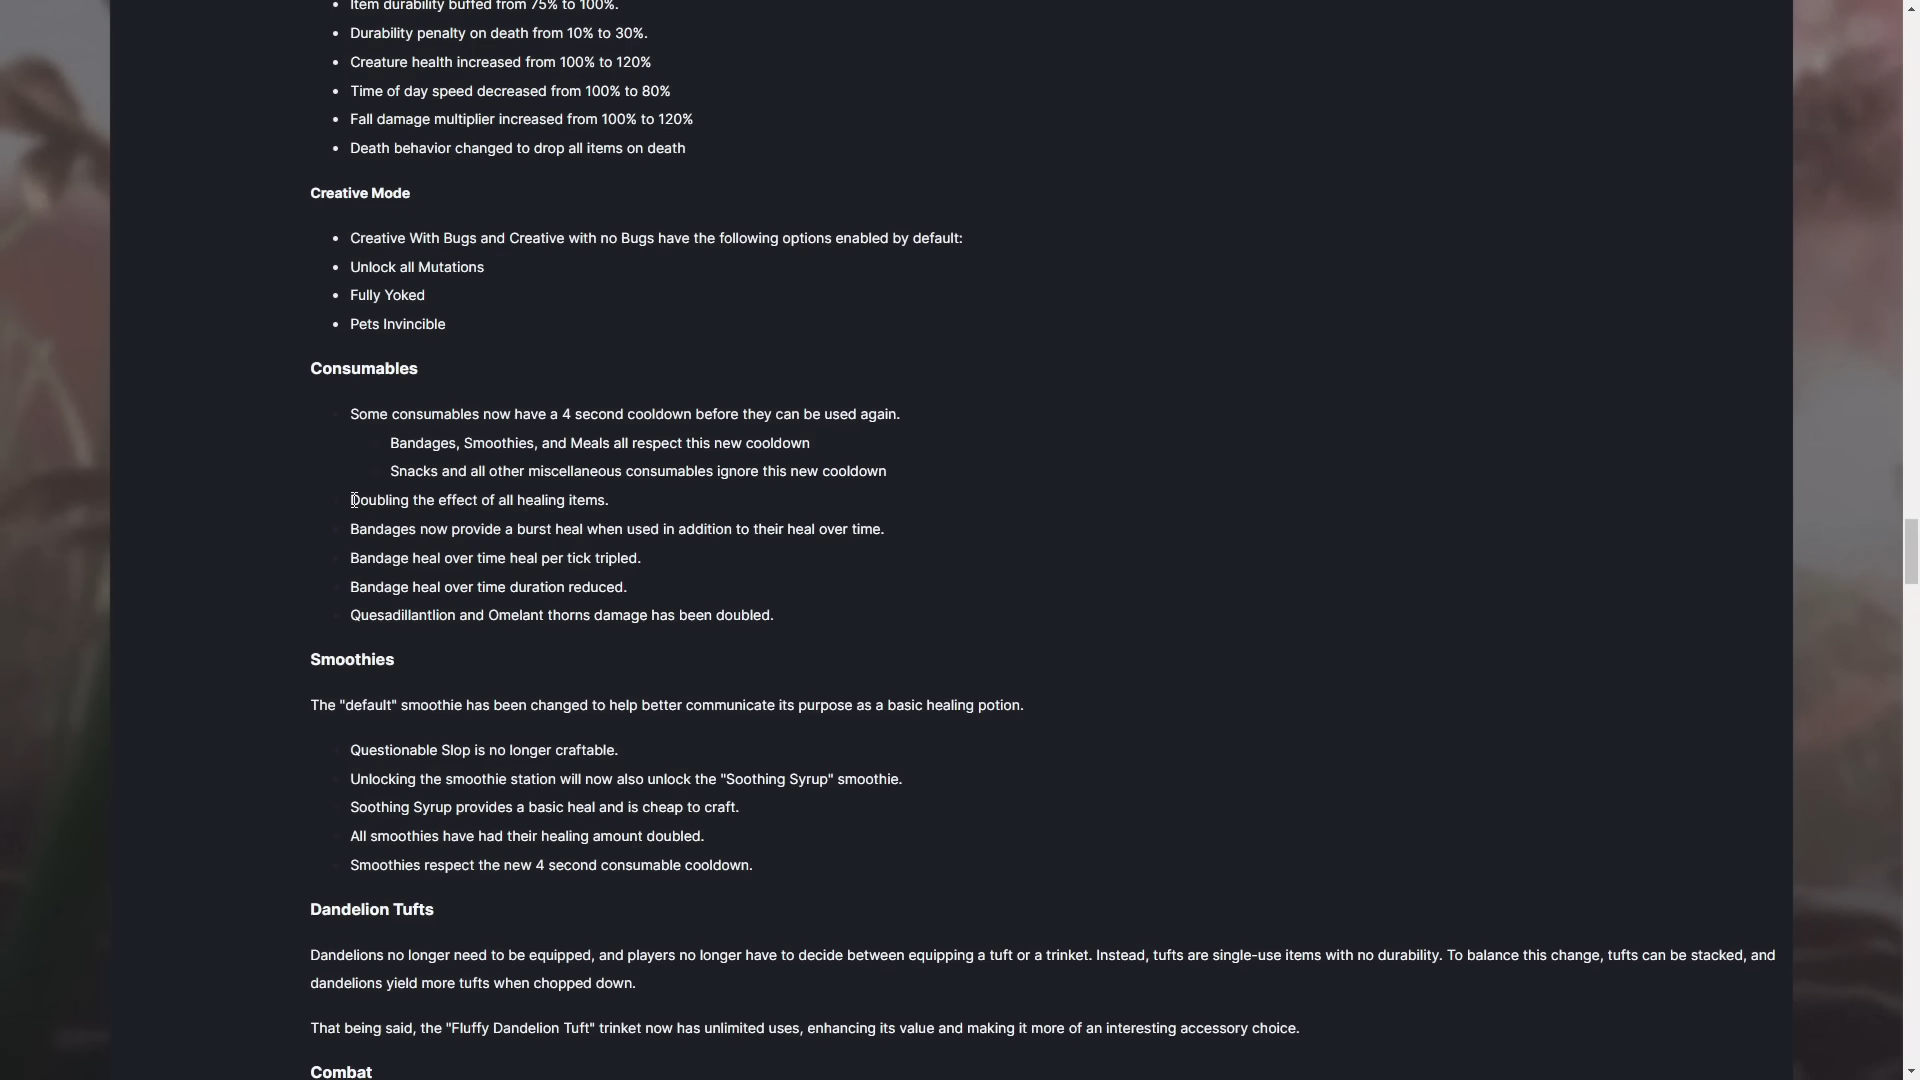 Item durability buffed from 75% to 100%.
Durability penalty on death from 10% to 30%.
Creature health increased from 100% to 120%
Time of day speed decreased from 100% to 80%
Fall damage multiplier increased from 100% to 120%
Death behavior changed to drop all items on death
Creative Mode
Creative With Bugs and Creative with no Bugs have the following options enabled by default:
Unlock all Mutations
Fully Yoked
Pets Invincible
Consumables
Some consumables now have a 4 second cooldown before they can be used again.
Bandages, Smoothies, and Meals all respect this new cooldown
Snacks and all other miscellaneous consumables ignore this new cooldown
Doubling the effect of all healing items.
Bandages now provide a burst heal when used in addition to their heal over time.
Bandage heal over time heal per tick tripled.
Bandage heal over time duration reduced.
Quesadillantlion and Omelant thorns damage has been doubled.
Smoothies
The "default" smoothie has been changed to help better communicate its purpose as a basic healing potion.
Questionable Slop is no longer craftable.
Unlocking the smoothie station will now also unlock the "Soothing Syrup" smoothie.
Soothing Syrup provides a basic heal and is cheap to craft.
All smoothies have had their healing amount doubled.
Smoothies respect the new 4 second consumable cooldown.
Dandelion Tufts
Dandelions no longer need to be equipped, and players no longer have to decide between equipping a tuft or a trinket. Instead, tufts are single-use items with no durability. To balance this change, tufts can be stacked, and
dandelions yield more tufts when chopped down.
That being said, the "Fluffy Dandelion Tuft" trinket now has unlimited uses, enhancing its value and making it more of an interesting accessory choice.
Combat